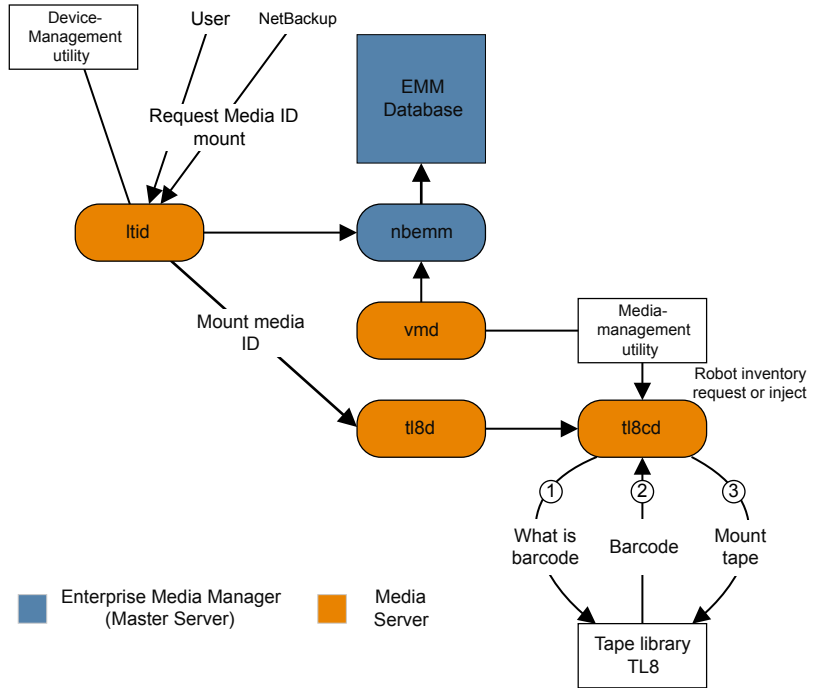 Device-
Management
utility
User
NetBackup
EMM
Database
Request Media ID
mount
ltid
nbemm
Mount media
ID
vmd
Media-
management
utility
Robot inventory
request or inject
tl8d
tl8cd
1
2
3
What is
barcode
Barcode
Mount
tape
Enterprise Media Manager
(Master Server)
Media
Server
Tape library
TL8